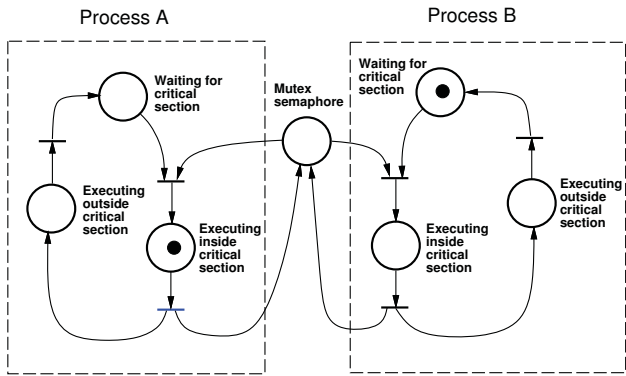 Process A
Process B
Waiting for
critical
section
Mutex
semaphore
Waiting for
critical
section
Executing
outside
critical
section
Executing
inside
critical
section
Executing
inside
critical
section
Executing
outside
critical
section